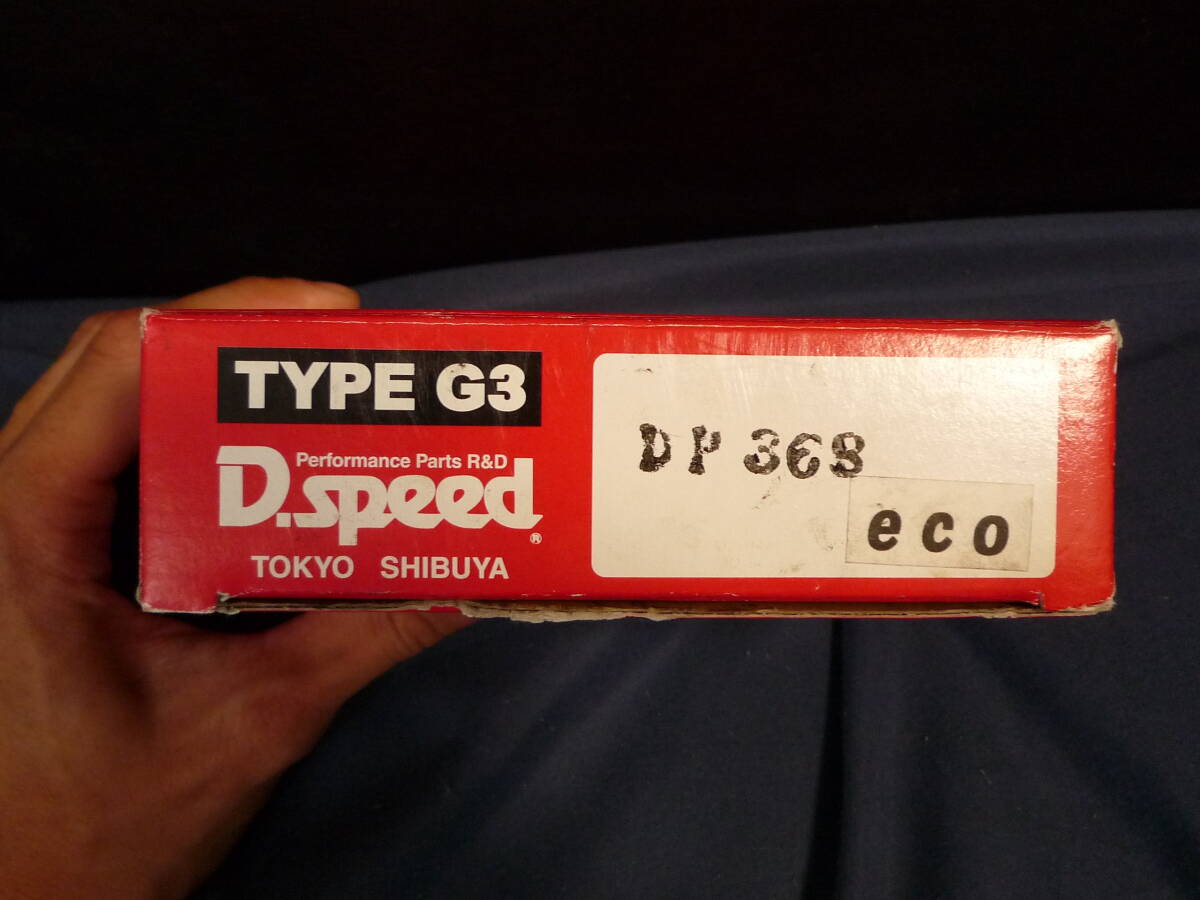 TYPE G3
Performance Parts R&D
D.speed®
TOKYO SHIBUYA
DP 368
eco